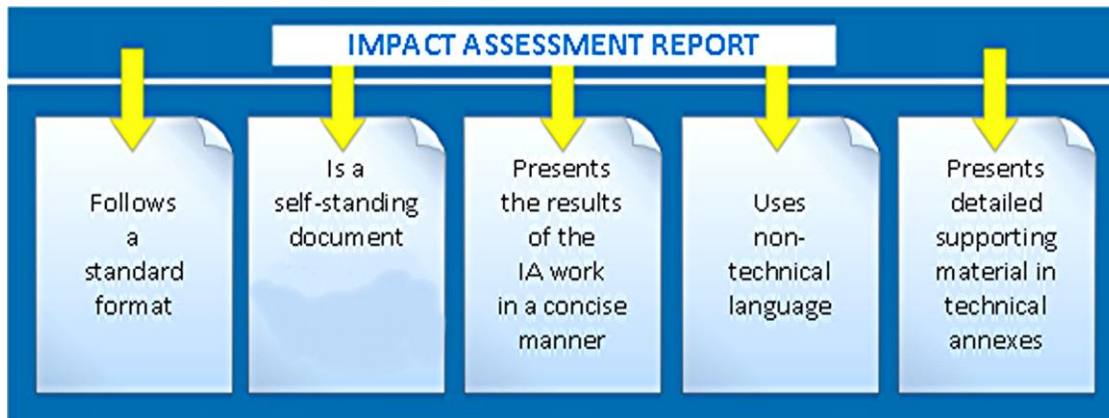 IMPACT ASSESSMENT REPORT
Follows
a
standard
format
Is a
self-standing
document
Presents
the results
of the
IA work
in a concise
manner
Uses
non-
technical
language
Presents
detailed
supporting
material in
technical
annexes